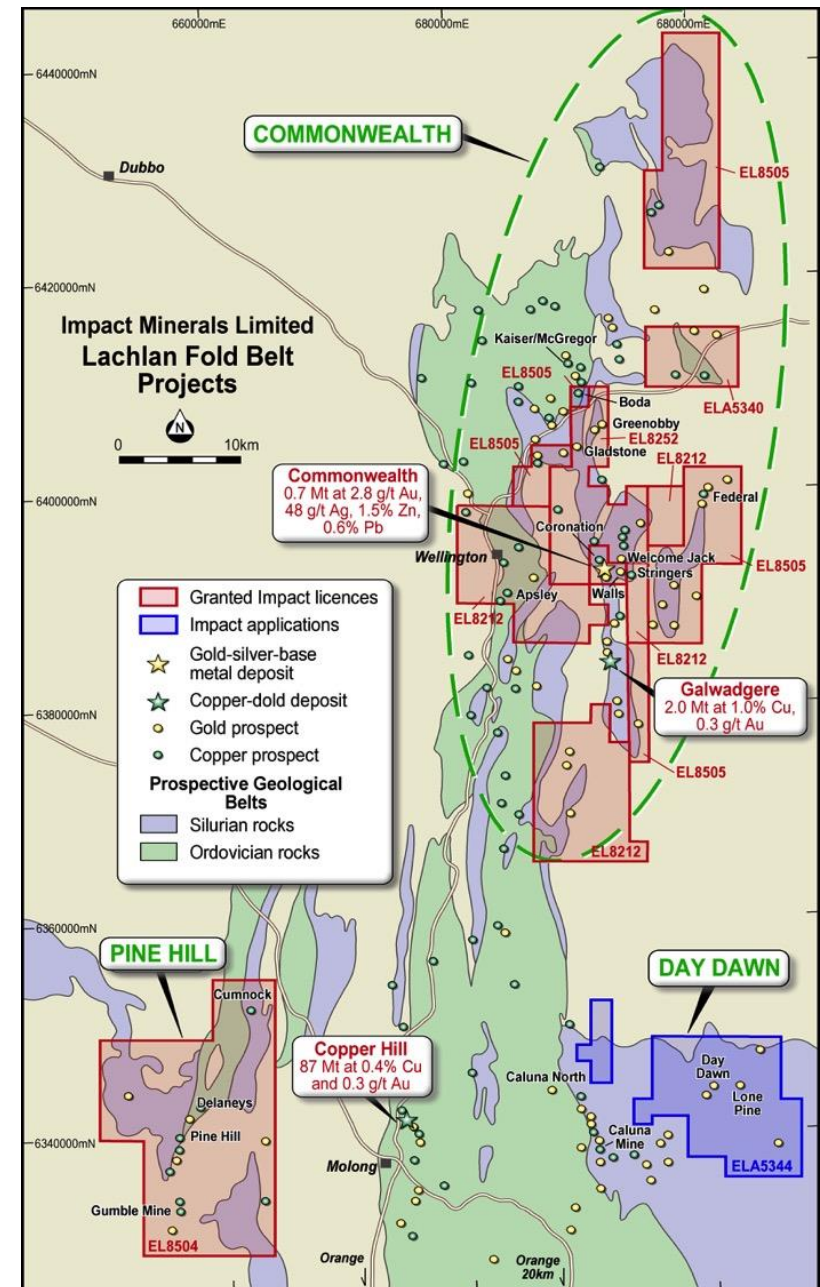 660000mE
680000mE
680000mE
6440000mN
COMMONWEALTH
Dubbo
EL8505
6420000mN
Impact Minerals Limited
Lachlan Fold Belt
Projects
N
0 10km
Kaiser/McGregor
EL8505
Boda
ELA5340
Greenobby
EL8252
EL8505
Gladstone
EL8212
Commonwealth
0.7 Mt at 2.8 g/t Au,
48 g/t Ag, 1.5% Zn,
0.6% Pb
6400000mN
Federal
Coronation
Wellington
Welcome Jack
Stringers
EL8505
Apsley
Walls
EL8212
EL8212
Granted Impact licences
Impact applications
Gold-silver-base
metal deposit
Copper-dold deposit
Gold prospect
Copper prospect
Prospective Geological
Belts
Silurian rocks
Ordovician rocks
Galwadgere
2.0 Mt at 1.0% Cu,
0.3 g/t Au
6380000mN
EL8505
EL8212
6360000mN
PINE HILL
DAY DAWN
Cumnock
Copper Hill
87 Mt at 0.4% Cu
and 0.3 g/t Au
Caluna North
Day
Dawn
Lone
Pine
Delaneys
Pine Hill
6340000mN
Caluna
Mine
Molong
ELA5344
Gumble Mine
EL8504
Orange
Orange
20km